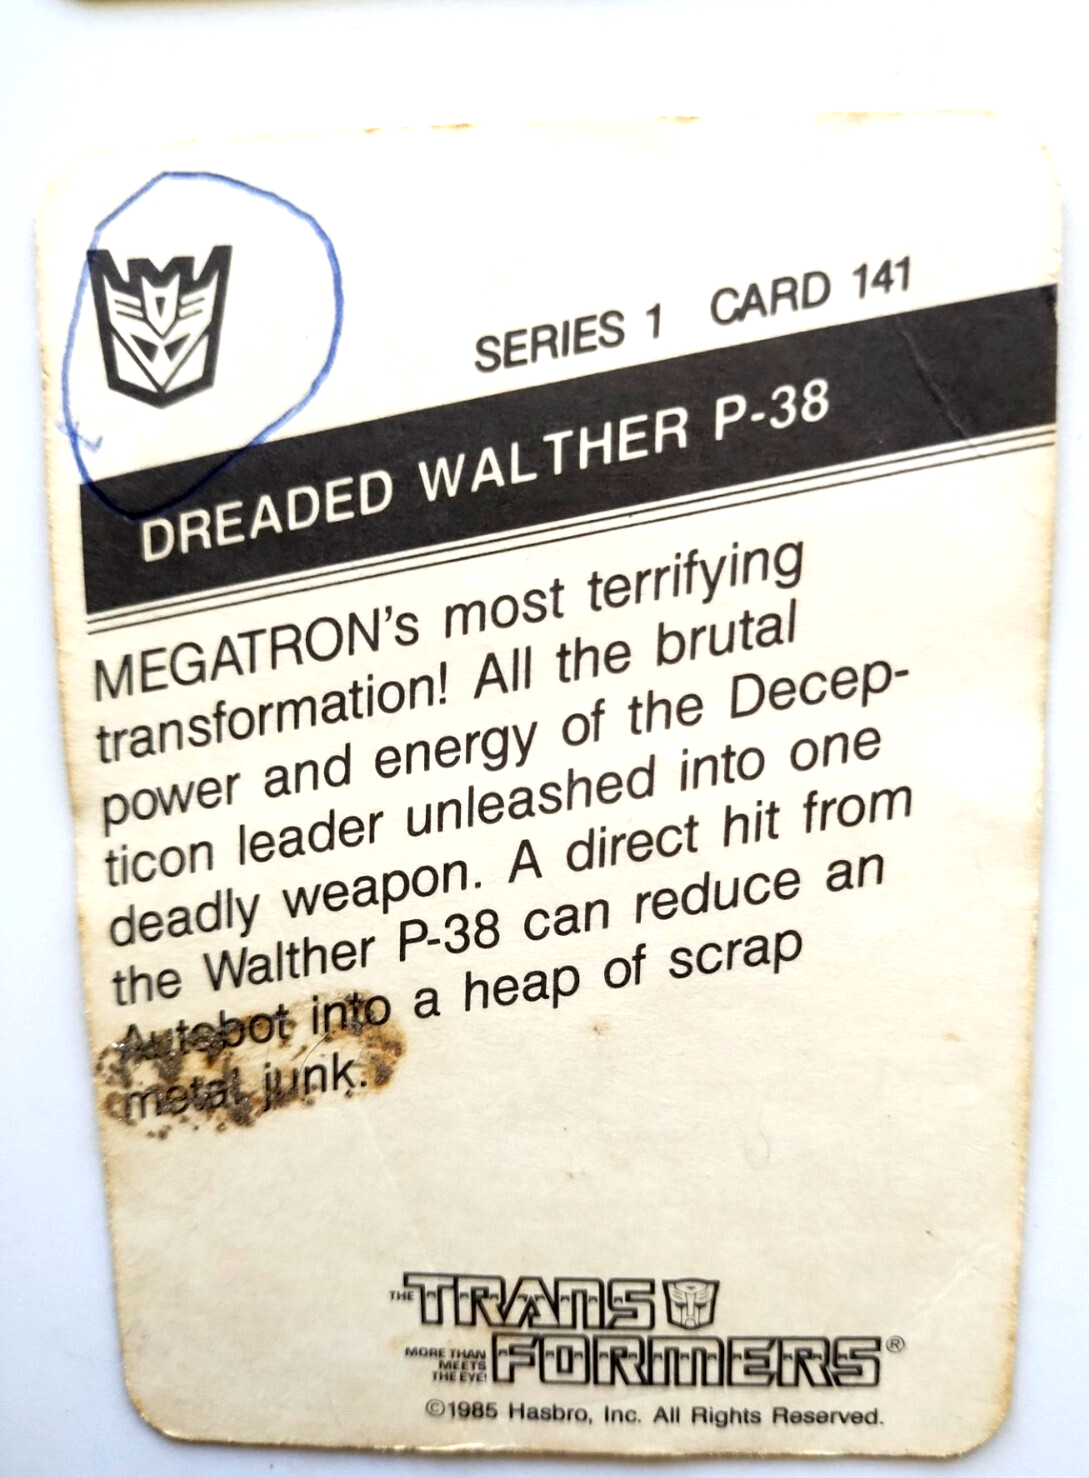 SERIES 1 CARD 141
DREADED WALTHER P-38
MEGATRON's most terrifying
transformation! All the brutal
power and energy of the Decep-
ticon leader unleashed into one
deadly weapon. A direct hit from
the Walther P-38 can reduce an
Autobot into a heap of scrap
metal junk.
THE TRANS
MORE THAN
MEETS
THE EYE!
FORMERS®
©1985 Hasbro, Inc. All Rights Reserved.